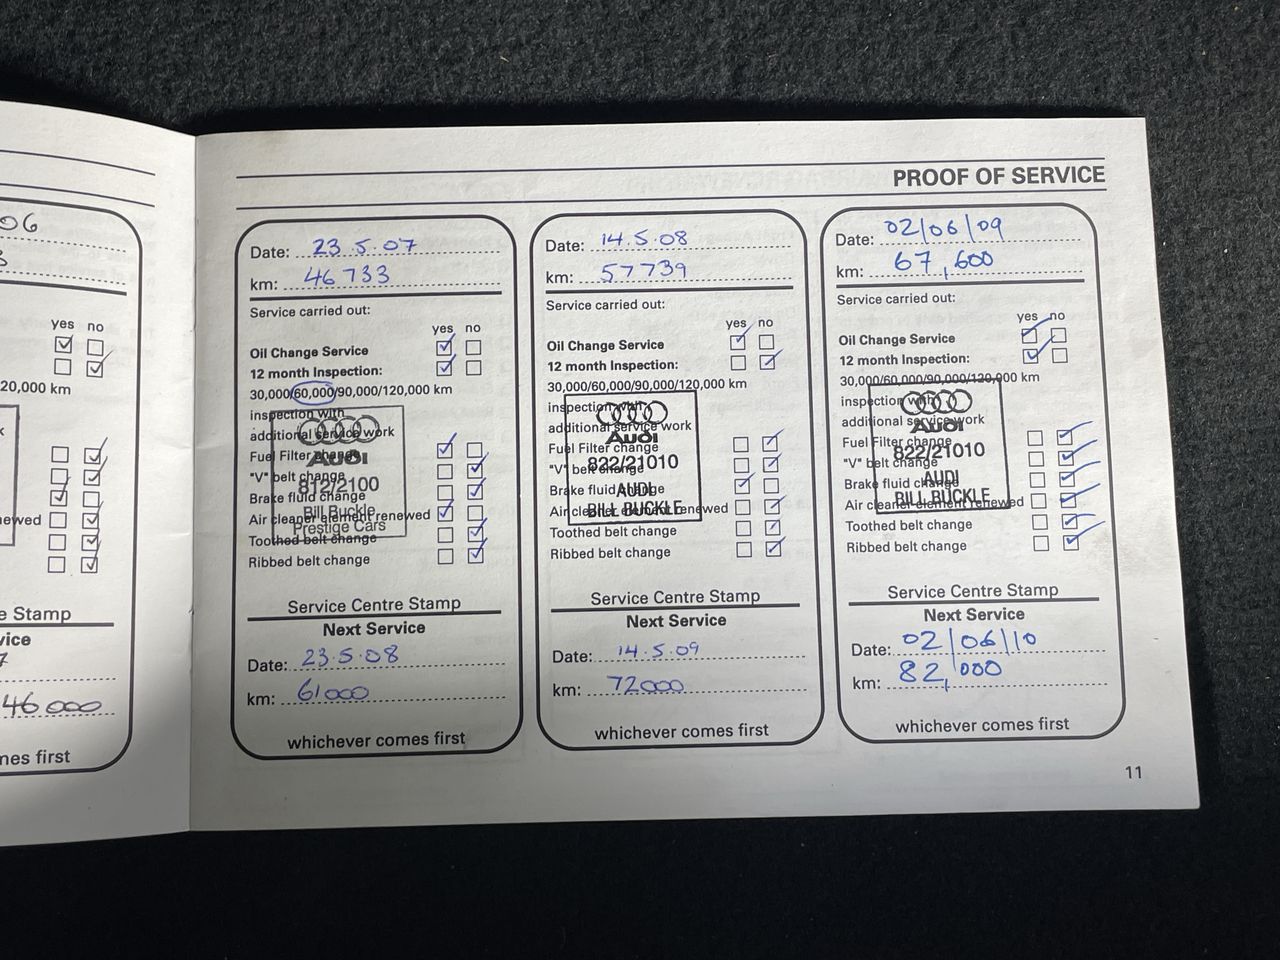 06
yes no
20,000 km
ewed
e Stamp
vice
7
46000
mes first
PROOF OF SERVICE
Date: 23.5.07
km: 46733
Service carried out:
yes no
Oil Change Service
12 month Inspection:
30,000/60,000/90,000/120,000 km
inspection with
additional service work
Fuel Filter change
"V" belt change
Brake fluid change
Air cleaner element renewed
Toothed belt change
Ribbed belt change
Audi
812/2100
Bill Buckle
Prestige Cars
Service Centre Stamp
Next Service
Date: 23.5.08
km: 61000
whichever comes first
Date: 14.5.08
km: 57739
Service carried out:
yes no
Oil Change Service
12 month Inspection:
30,000/60,000/90,000/120,000 km
inspection with
additional service work
Fuel Filter change
"V" belt change
Brake fluid change
Air cleaner element renewed
Toothed belt change
Ribbed belt change
Audi
822/21010
AUDI
BILL BUCKLE
Service Centre Stamp
Next Service
Date: 14.5.09
km: 72000
whichever comes first
Date: 02/06/09
km: 67,600
Service carried out:
yes no
Oil Change Service
12 month Inspection:
30,000/60,000/90,000/120,000 km
inspection with
additional service work
Fuel Filter change
"V" belt change
Brake fluid change
Air cleaner element renewed
Toothed belt change
Ribbed belt change
Audi
822/21010
AUDI
BILL BUCKLE
Service Centre Stamp
Next Service
Date: 02/06/10
km: 82,000
whichever comes first
11